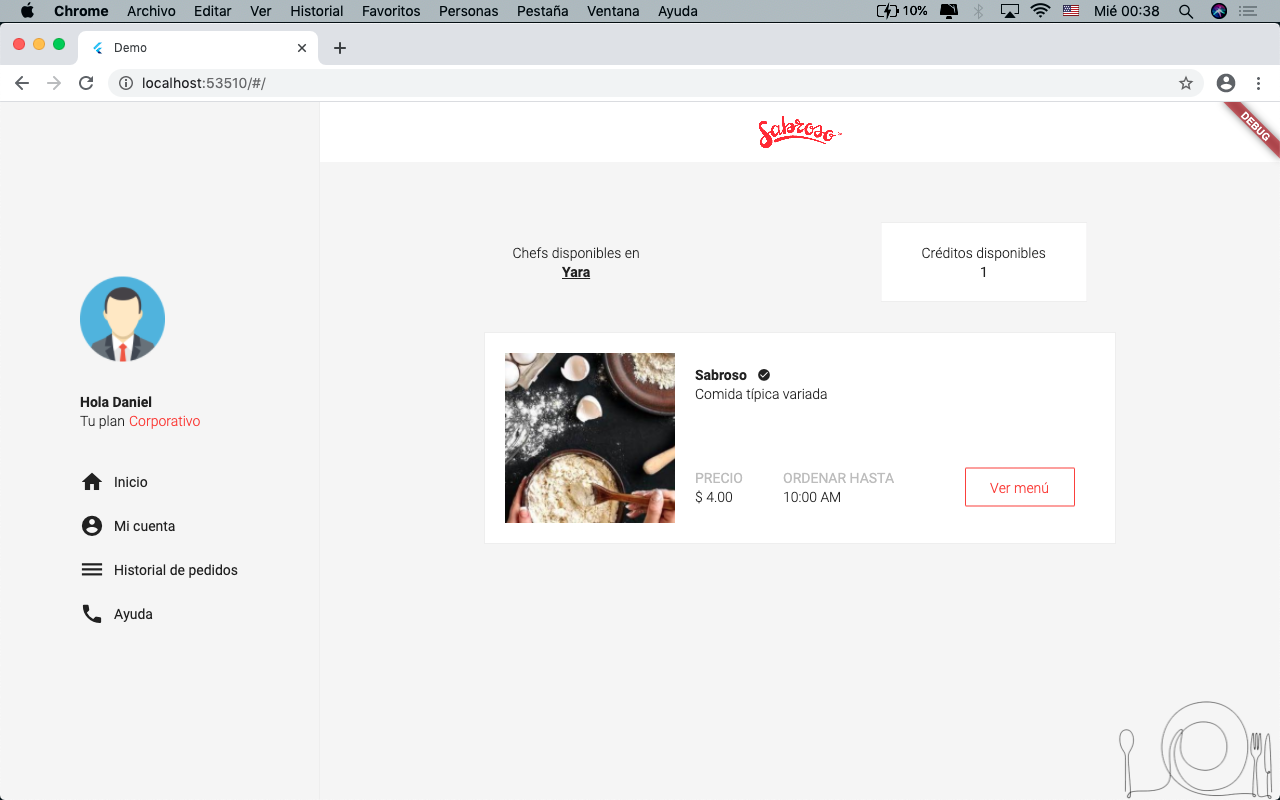 Chrome Archivo Editar Ver Historial Favoritos Personas Pestaña Ventana Ayuda 10% Mié 00:38
Demo
localhost:53510/#/
Sabroso
DEBUG
Chefs disponibles en
Yara
Créditos disponibles
1
Hola Daniel
Tu plan Corporativo
Inicio
Mi cuenta
Historial de pedidos
Ayuda
Sabroso
Comida típica variada
PRECIO
$ 4.00
ORDENAR HASTA
10:00 AM
Ver menú